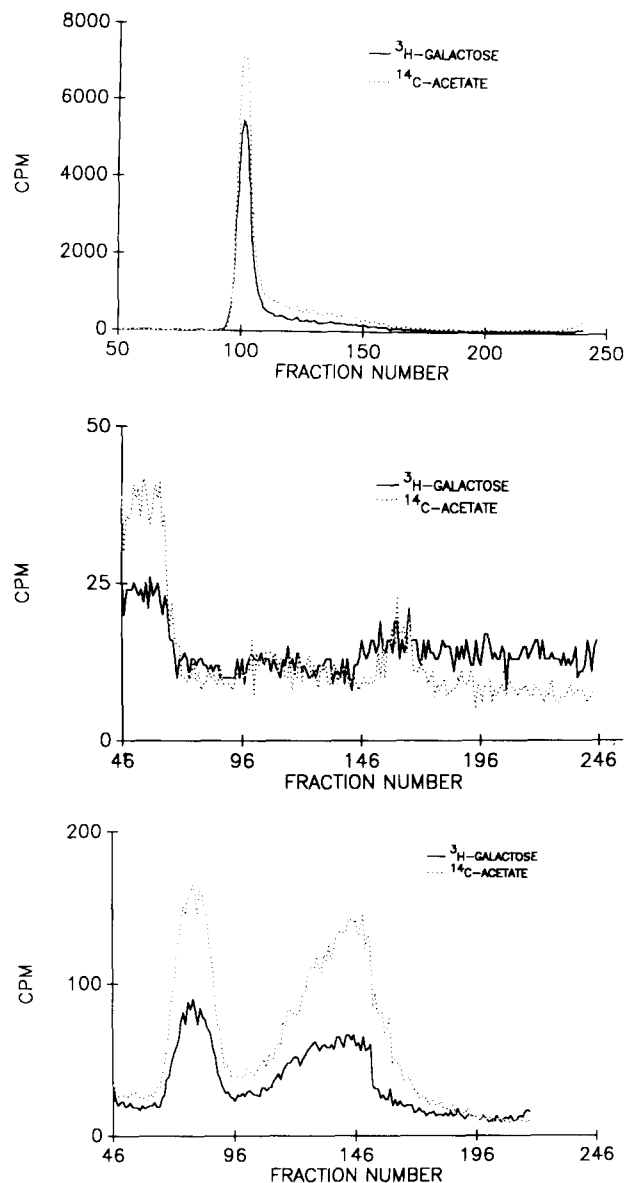 8000
6000
4000
2000
0
CPM
³H–GALACTOSE
¹⁴C–ACETATE
50 100 150 200 250
FRACTION NUMBER
50
25
0
CPM
³H–GALACTOSE
¹⁴C–ACETATE
46 96 146 196 246
FRACTION NUMBER
200
100
0
CPM
³H–GALACTOSE
¹⁴C–ACETATE
46 96 146 196 246
FRACTION NUMBER